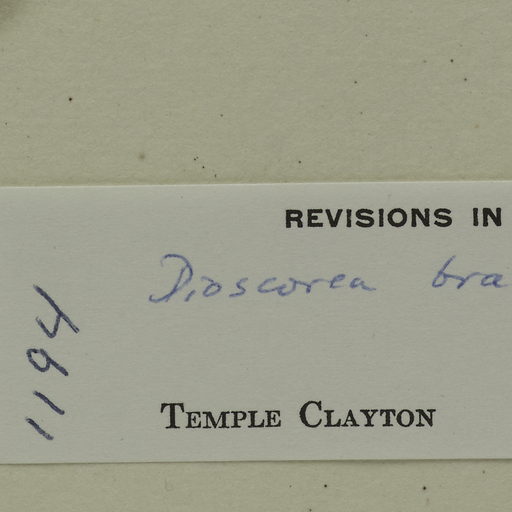 REVISIONS IN
Dioscorea bra
TEMPLE CLAYTON
1194